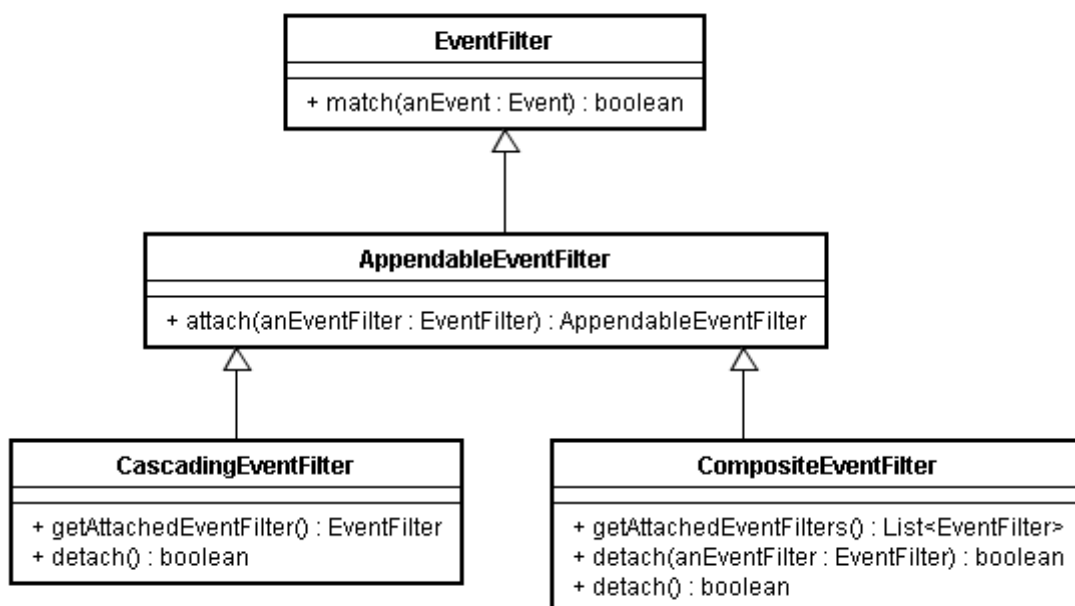 EventFilter
+ match(anEvent : Event) : boolean
AppendableEventFilter
+ attach(anEventFilter : EventFilter) : AppendableEventFilter
CascadingEventFilter
+ getAttachedEventFilter() : EventFilter
+ detach() : boolean
CompositeEventFilter
+ getAttachedEventFilters() : List<EventFilter>
+ detach(anEventFilter : EventFilter) : boolean
+ detach() : boolean